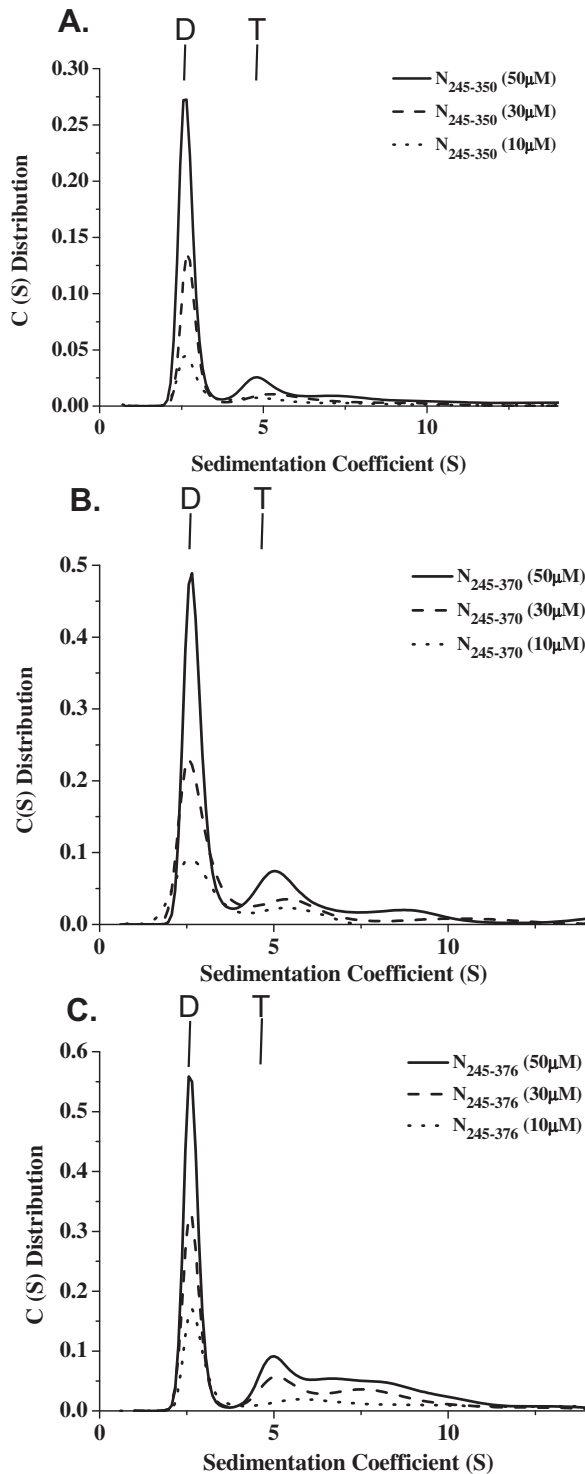 A.
D T
0.30
0.25
0.20
0.15
0.10
0.05
0.00
C (S) Distribution
N245-350 (50μM)
N245-350 (30μM)
N245-350 (10μM)
0 5 10
Sedimentation Coefficient (S)
B.
D T
0.5
0.4
0.3
0.2
0.1
0.0
C(S) Distribution
N245-370 (50μM)
N245-370 (30μM)
N245-370 (10μM)
0 5 10
Sedimentation Coefficient (S)
C.
D T
0.6
0.5
0.4
0.3
0.2
0.1
0.0
C (S) Distribution
N245-376 (50μM)
N245-376 (30μM)
N245-376 (10μM)
0 5 10
Sedimentation Coefficient (S)